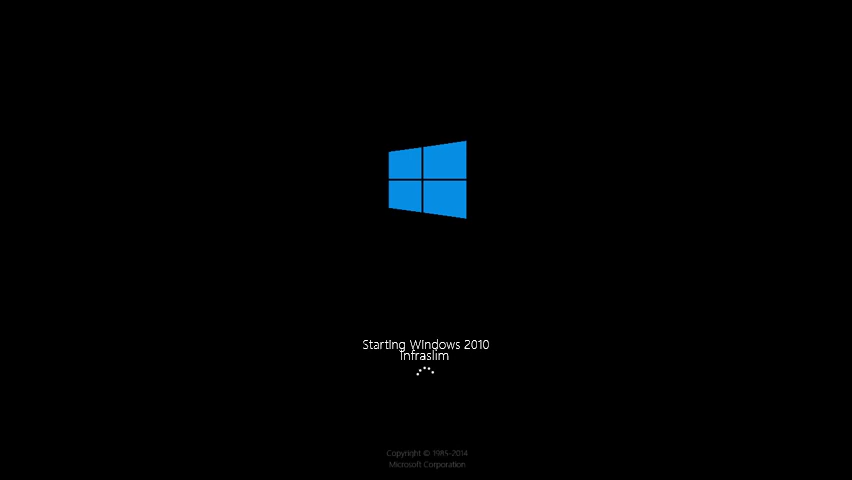 Starting Windows 2010
Infraslim
Copyright © 1985-2014
Microsoft Corporation